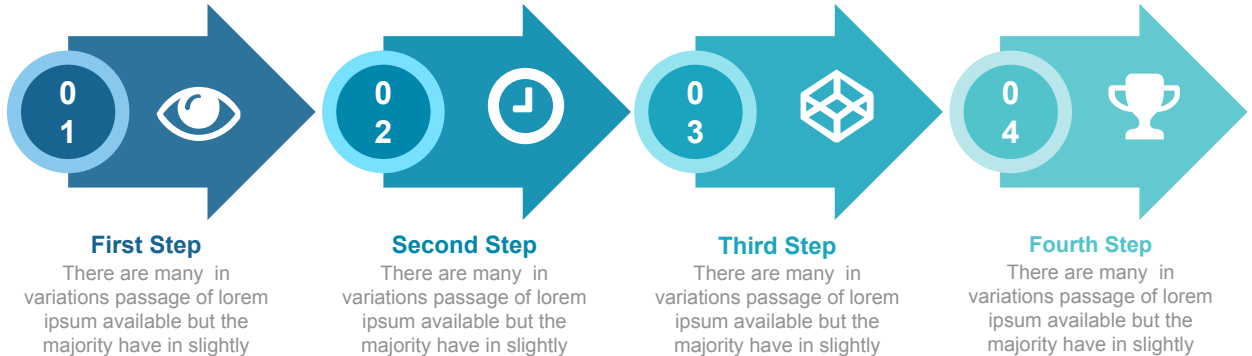 0
1
0
2
0
3
0
4
First Step
There are many  in
variations passage of lorem
ipsum available but the
majority have in slightly
Second Step
There are many  in
variations passage of lorem
ipsum available but the
majority have in slightly
Third Step
There are many  in
variations passage of lorem
ipsum available but the
majority have in slightly
Fourth Step
There are many  in
variations passage of lorem
ipsum available but the
majority have in slightly